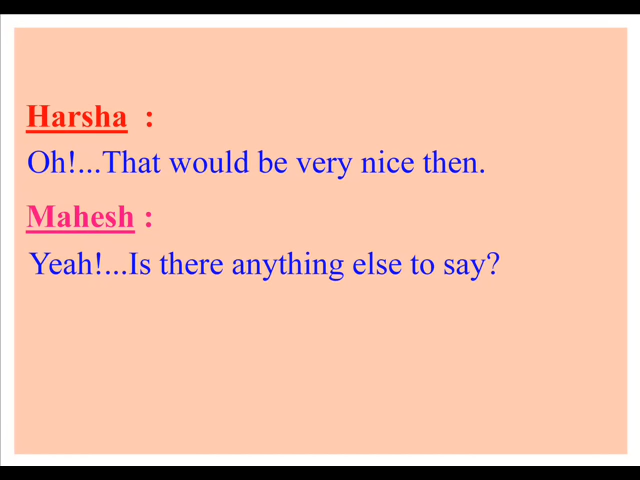 Harsha :
Oh!...That would be very nice then.
Mahesh :
Yeah!...Is there anything else to say?